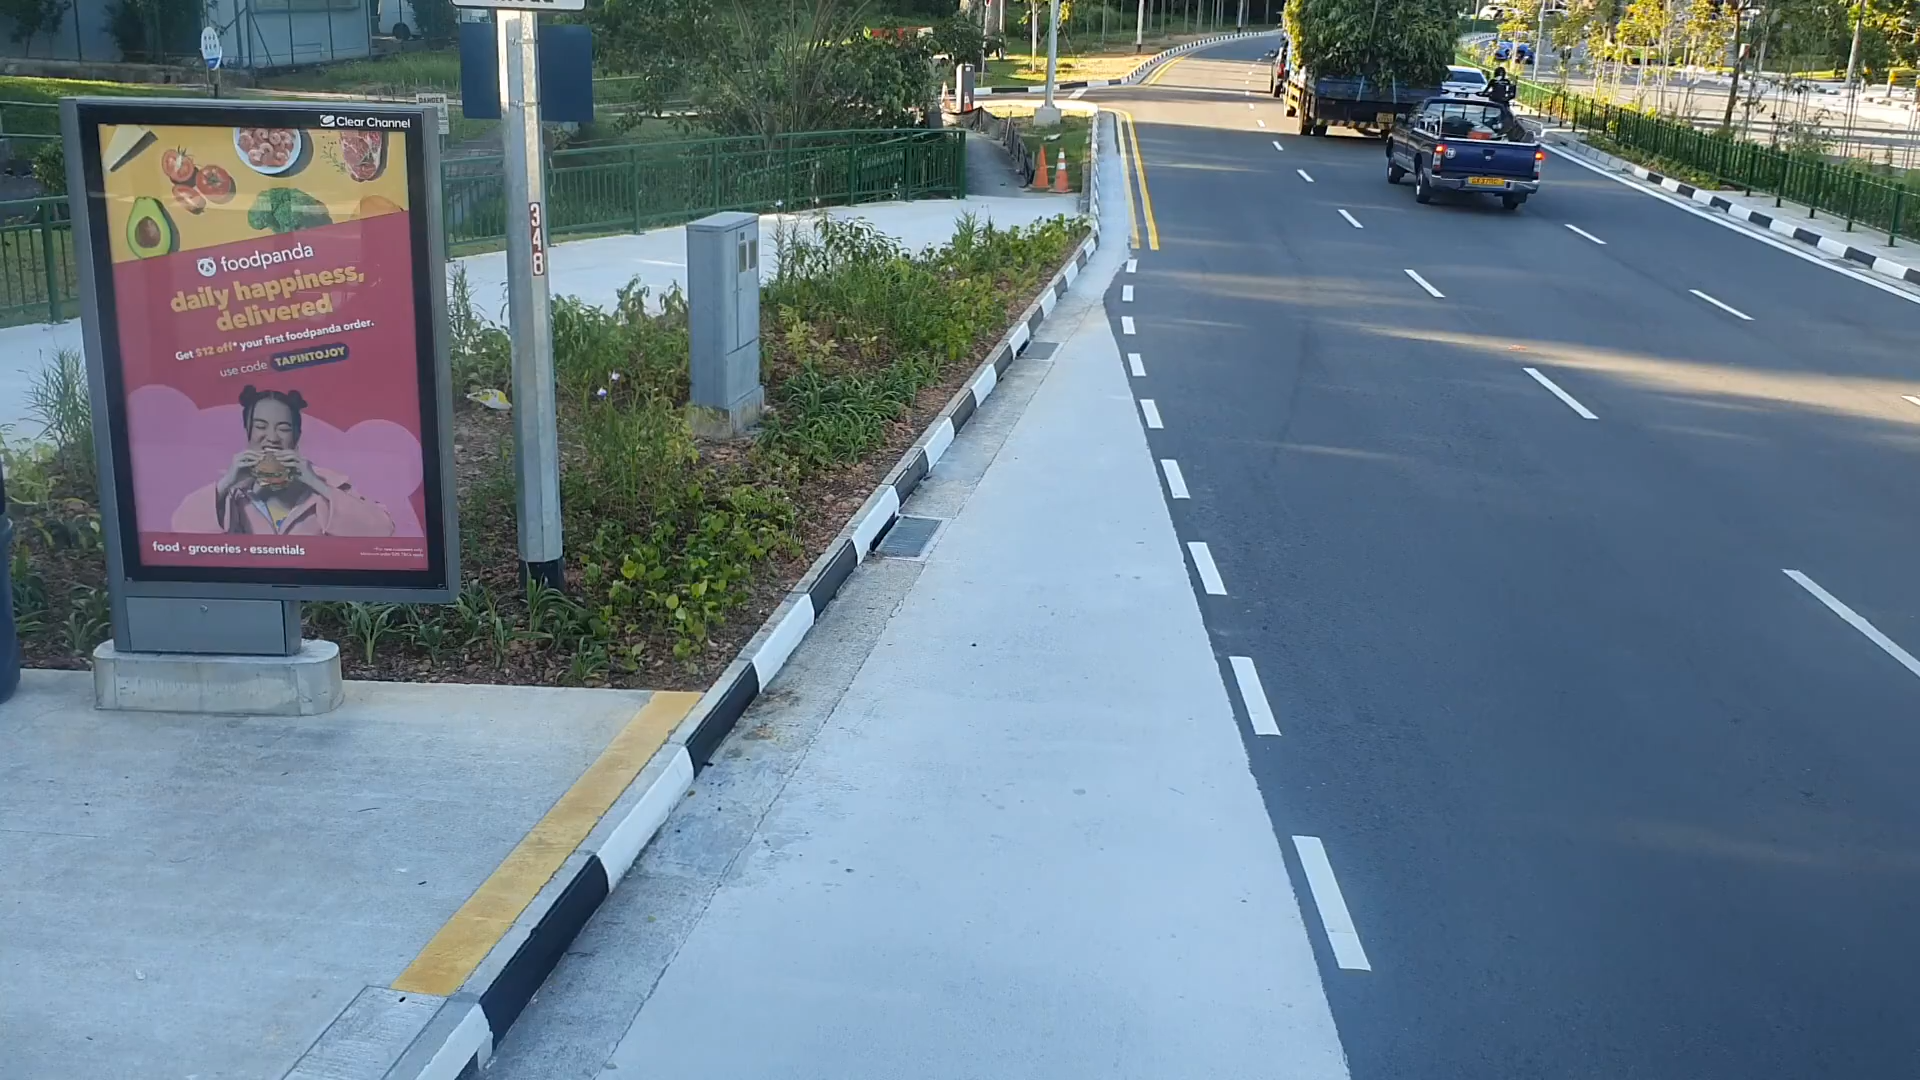 Clear Channel
foodpanda
daily happiness,
delivered
Get $12 off* your first foodpanda order.
use code TAPINTOJOY
food · groceries · essentials
348
DANGER